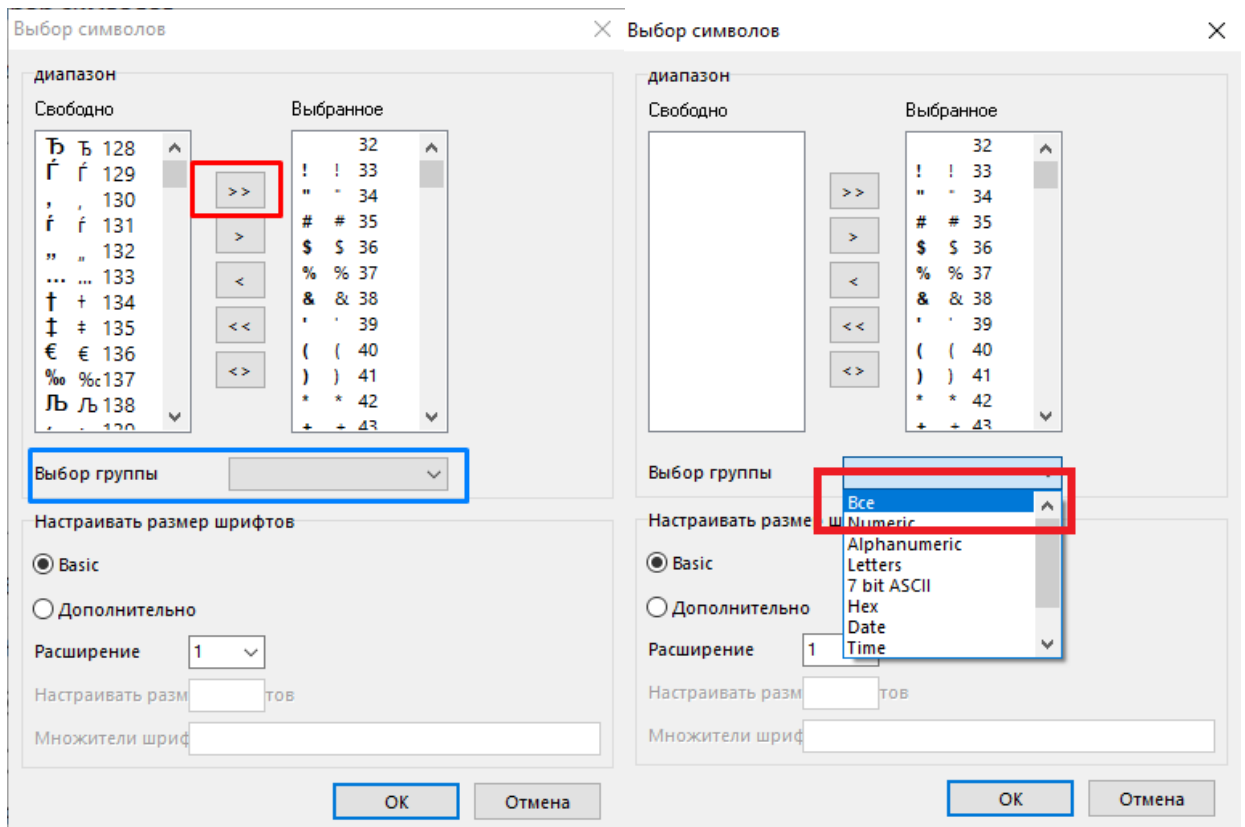 Выбор символов
диапазон
Свободно
Выбранное
Ђ Ђ 128
Ѓ Ѓ 129
‚ ‚ 130
ѓ ѓ 131
„ „ 132
... ... 133
† † 134
‡ ‡ 135
€ € 136
‰ 137
Љ Љ 138
139
>>
>
<
<<
<>
32
! ! 33
" " 34
# # 35
$ $ 36
% % 37
& & 38
' ' 39
( ( 40
) ) 41
* * 42
+ + 43
Выбор группы
Настраивать размер шрифтов
Basic
Дополнительно
Расширение 1
Настраивать разм тов
Множители шриф
OK Отмена
Выбор символов
диапазон
Свободно
Выбранное
>>
>
<
<<
<>
32
! ! 33
" " 34
# # 35
$ $ 36
% % 37
& & 38
' ' 39
( ( 40
) ) 41
* * 42
+ + 43
Выбор группы
Все
Numeric
Alphanumeric
Letters
7 bit ASCII
Hex
Date
Time
Настраивать разме
Basic
Дополнительно
Расширение 1
Настраивать разм тов
Множители шриф
OK Отмена